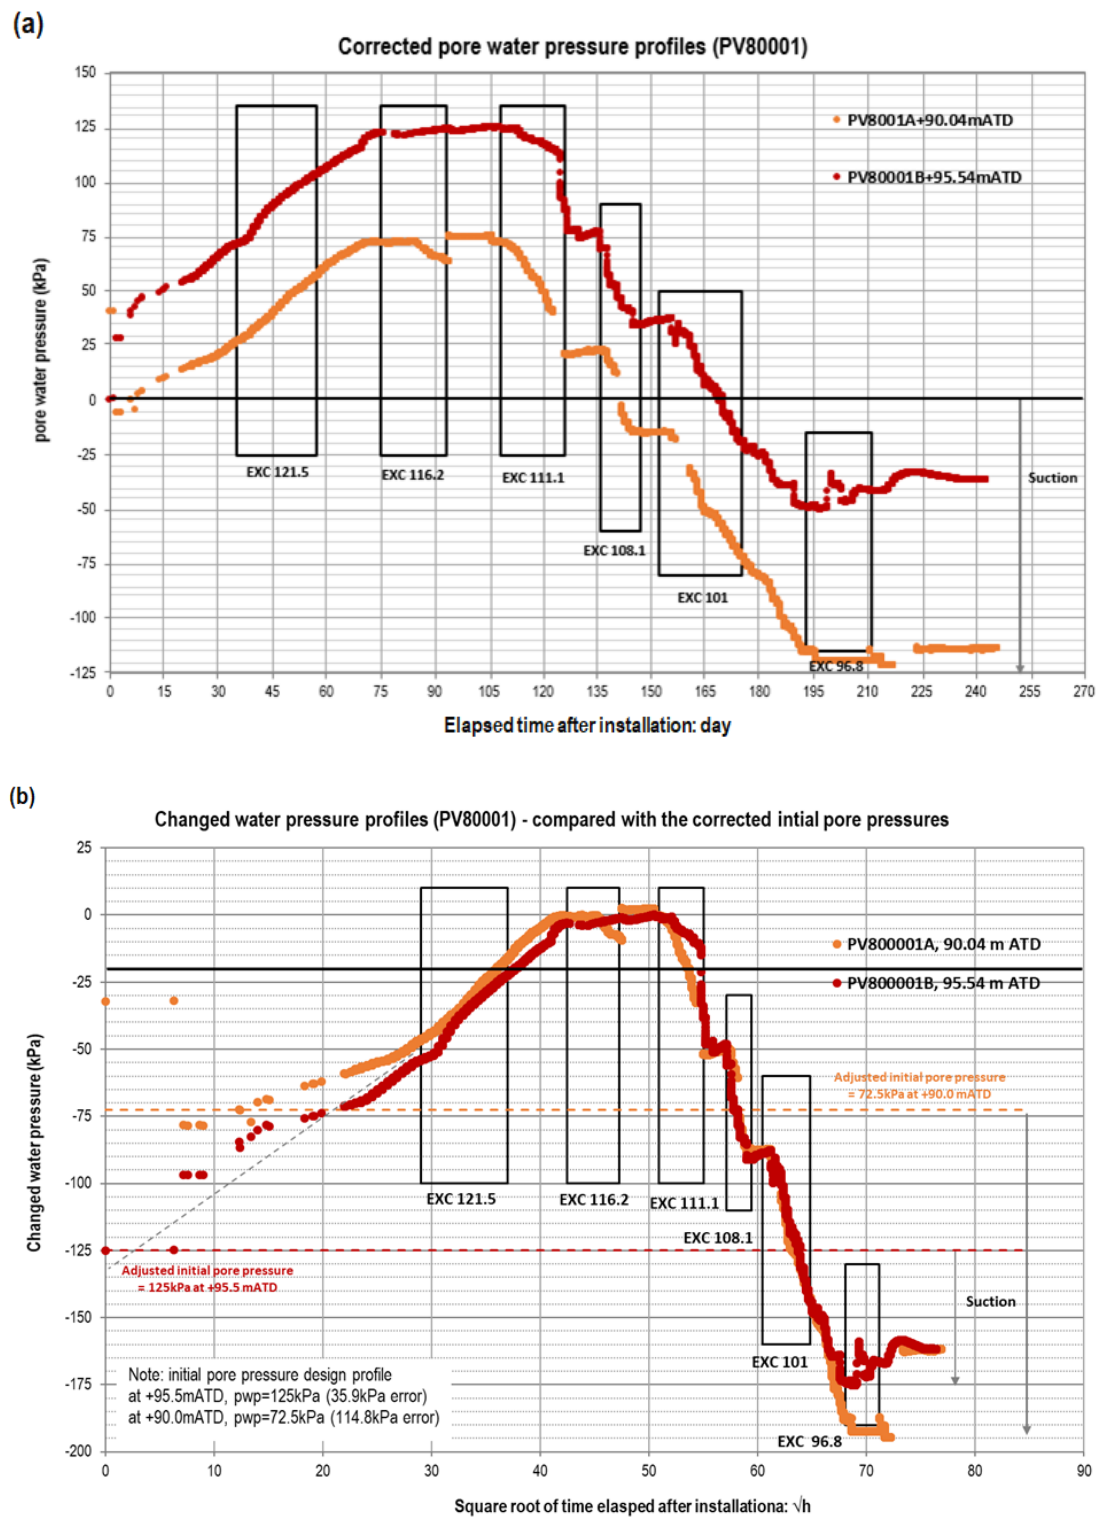 (a)
Corrected pore water pressure profiles (PV80001)
150
125
100
75
50
25
0
-25
-50
-75
-100
-125
pore water pressure (kPa)
PV8001A+90.04mATD
PV80001B+95.54mATD
EXC 121.5
EXC 116.2
EXC 111.1
EXC 108.1
EXC 101
EXC 96.8
Suction
0 15 30 45 60 75 90 105 120 135 150 165 180 195 210 225 240 255 270
Elapsed time after installation: day
(b)
Changed water pressure profiles (PV80001) - compared with the corrected intial pore pressures
25
0
-25
-50
-75
-100
-125
-150
-175
-200
Changed water pressure (kPa)
PV800001A, 90.04 m ATD
PV800001B, 95.54 m ATD
Adjusted initial pore pressure
= 72.5kPa at +90.0 mATD
EXC 121.5
EXC 116.2
EXC 111.1
EXC 108.1
Adjusted initial pore pressure
= 125kPa at +95.5 mATD
Suction
EXC 101
Note: initial pore pressure design profile
at +95.5mATD, pwp=125kPa (35.9kPa error)
at +90.0mATD, pwp=72.5kPa (114.8kPa error)
EXC 96.8
0 10 20 30 40 50 60 70 80 90
Square root of time elasped after installationa: √h